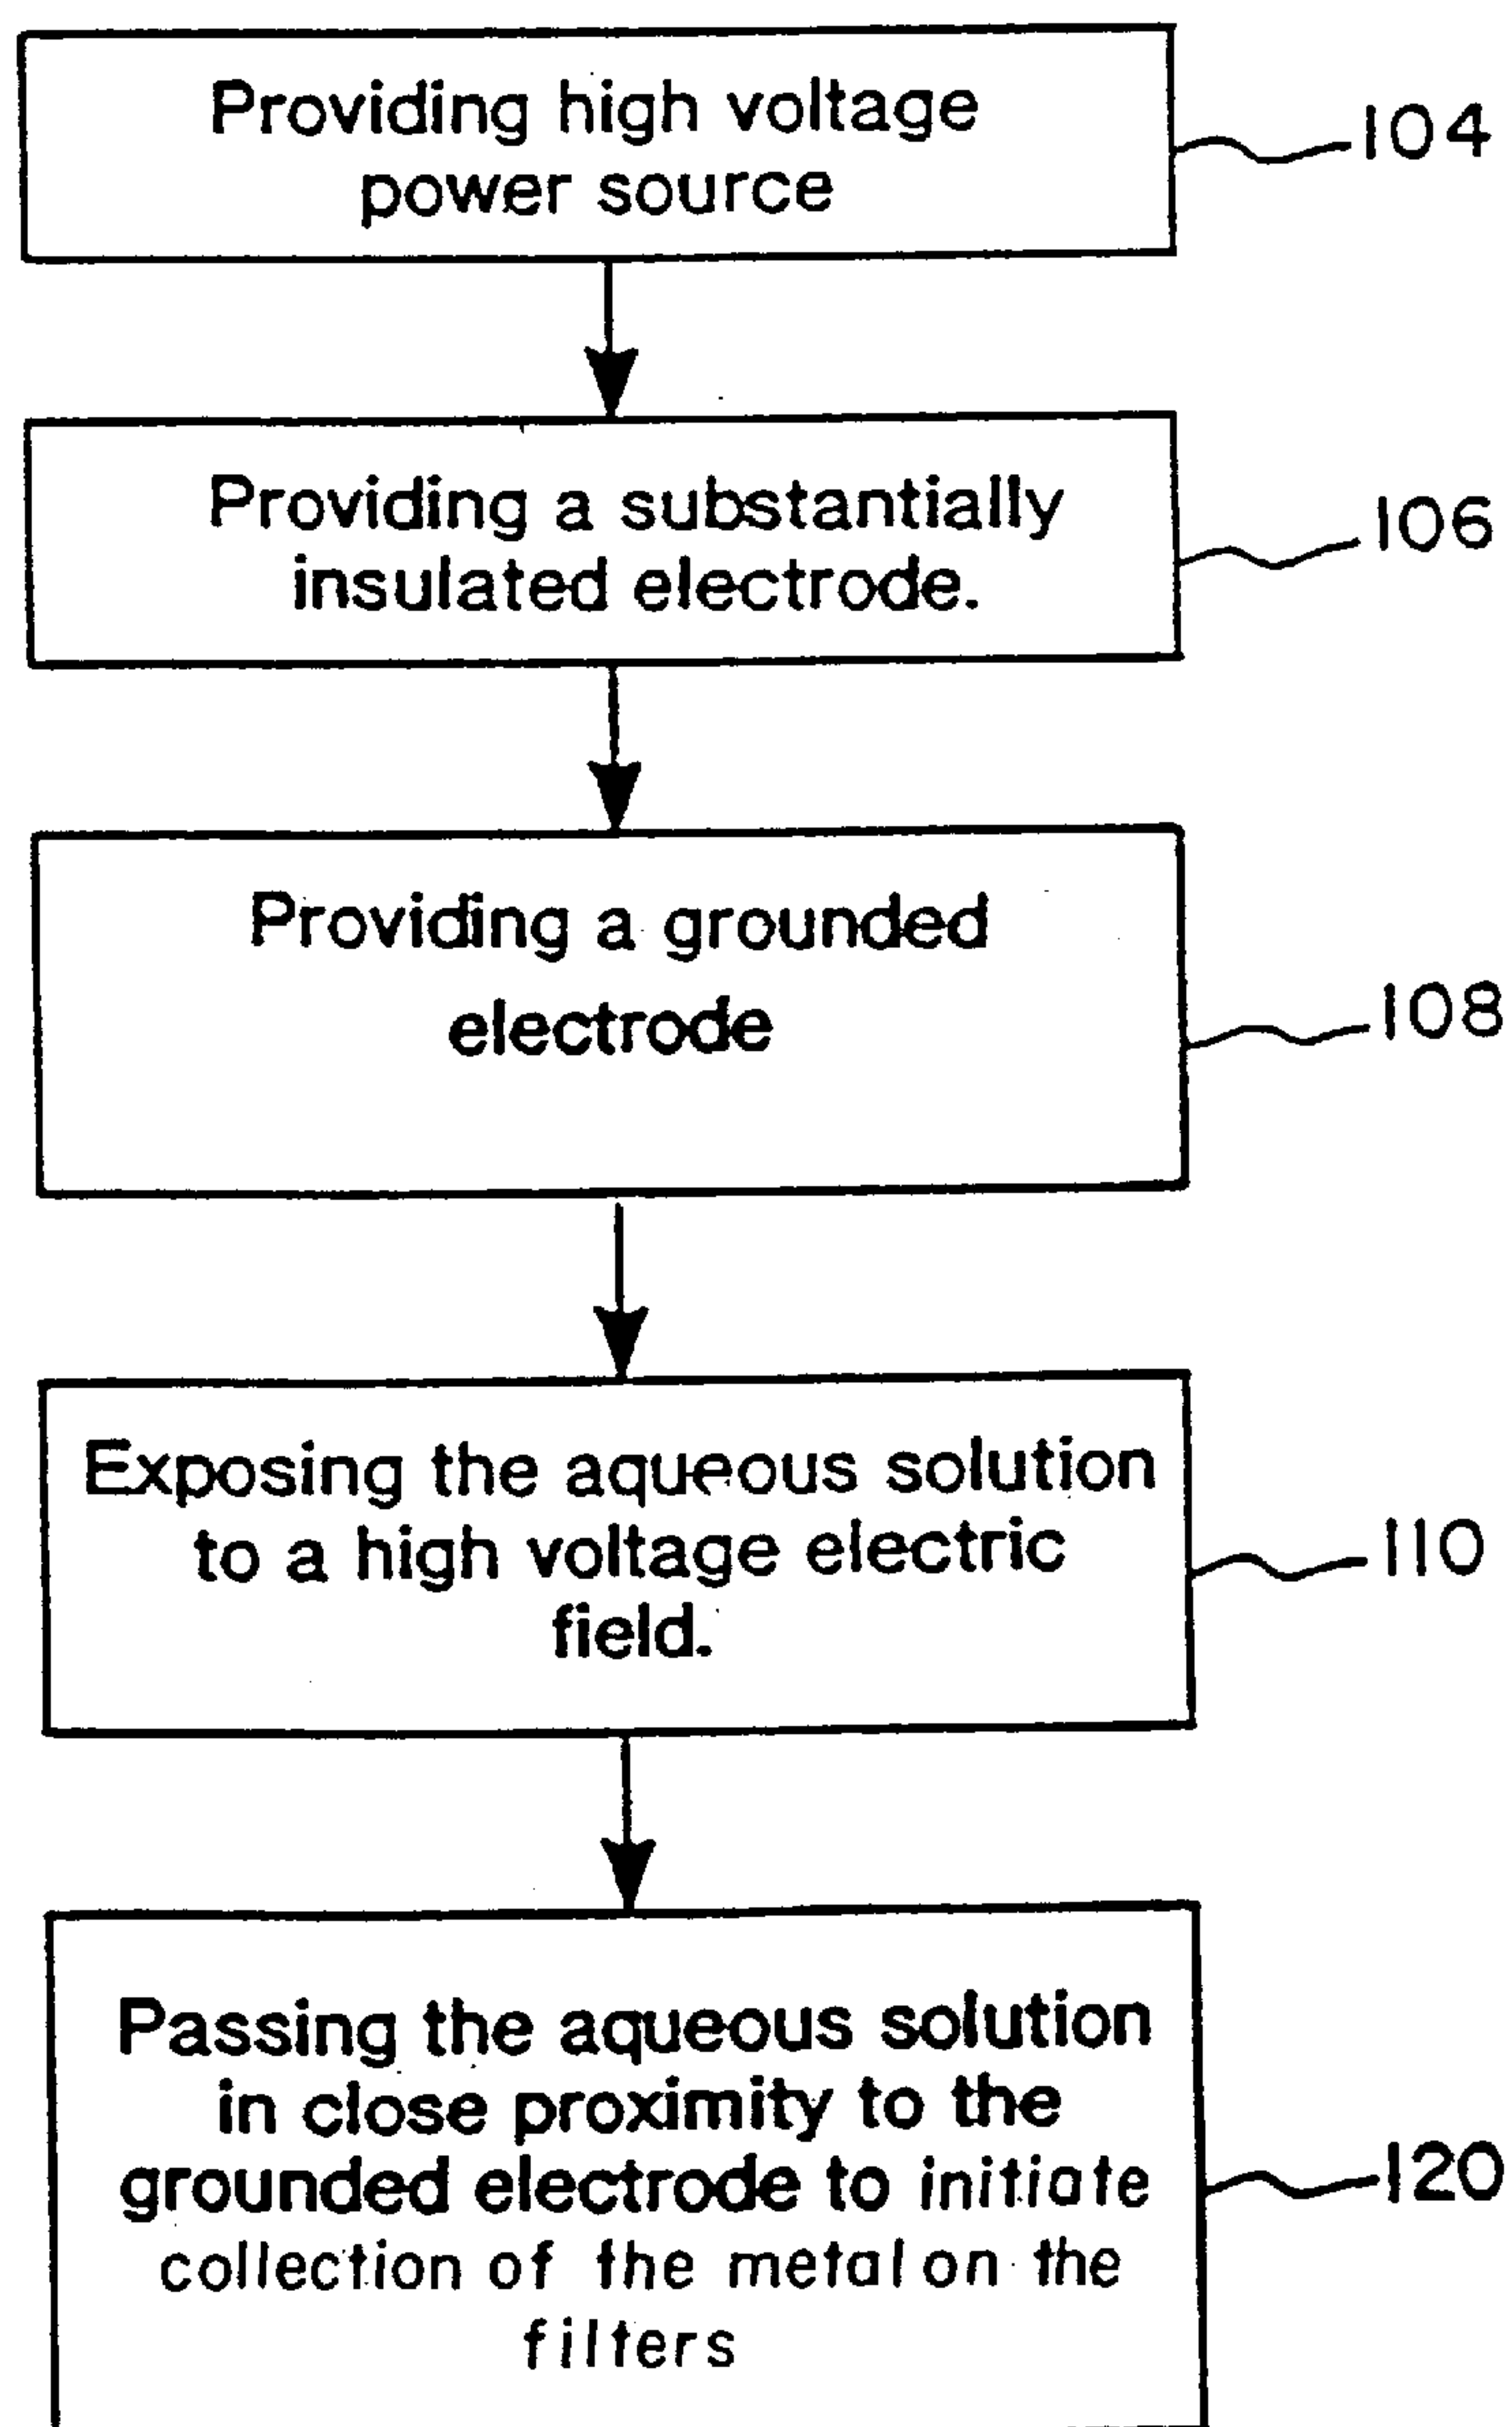 Providing high voltage
power source
104
Providing a substantially
insulated electrode.
106
Providing a grounded
electrode
108
Exposing the aqueous solution
to a high voltage electric
field.
110
Passing the aqueous solution
in close proximity to the
grounded electrode to initiate
collection of the metal on the
filters
120